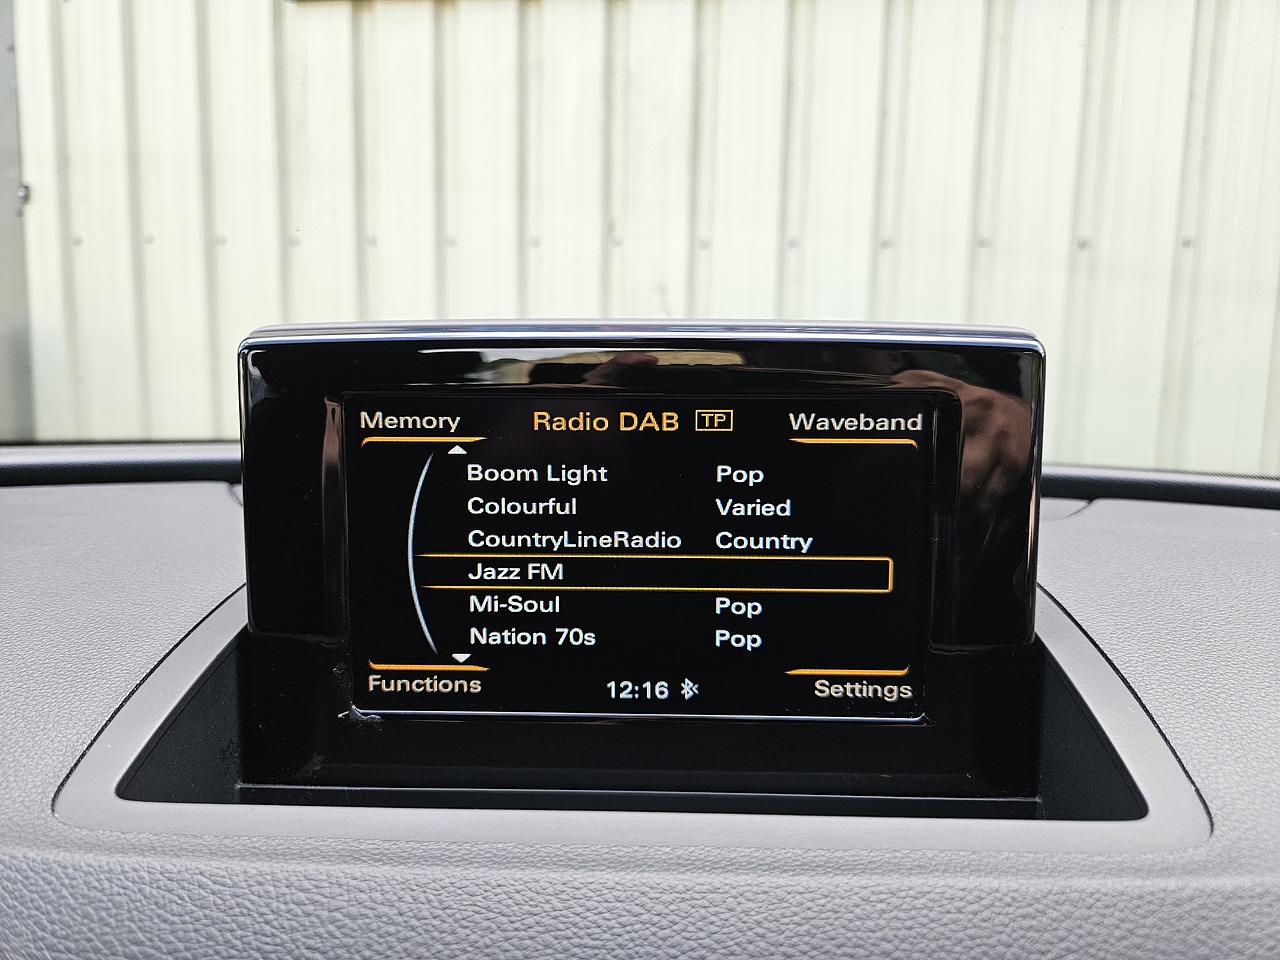 Memory Radio DAB TP Waveband
Boom Light Pop
Colourful Varied
CountryLineRadio Country
Jazz FM
Mi-Soul Pop
Nation 70s Pop
Functions 12:16 Settings